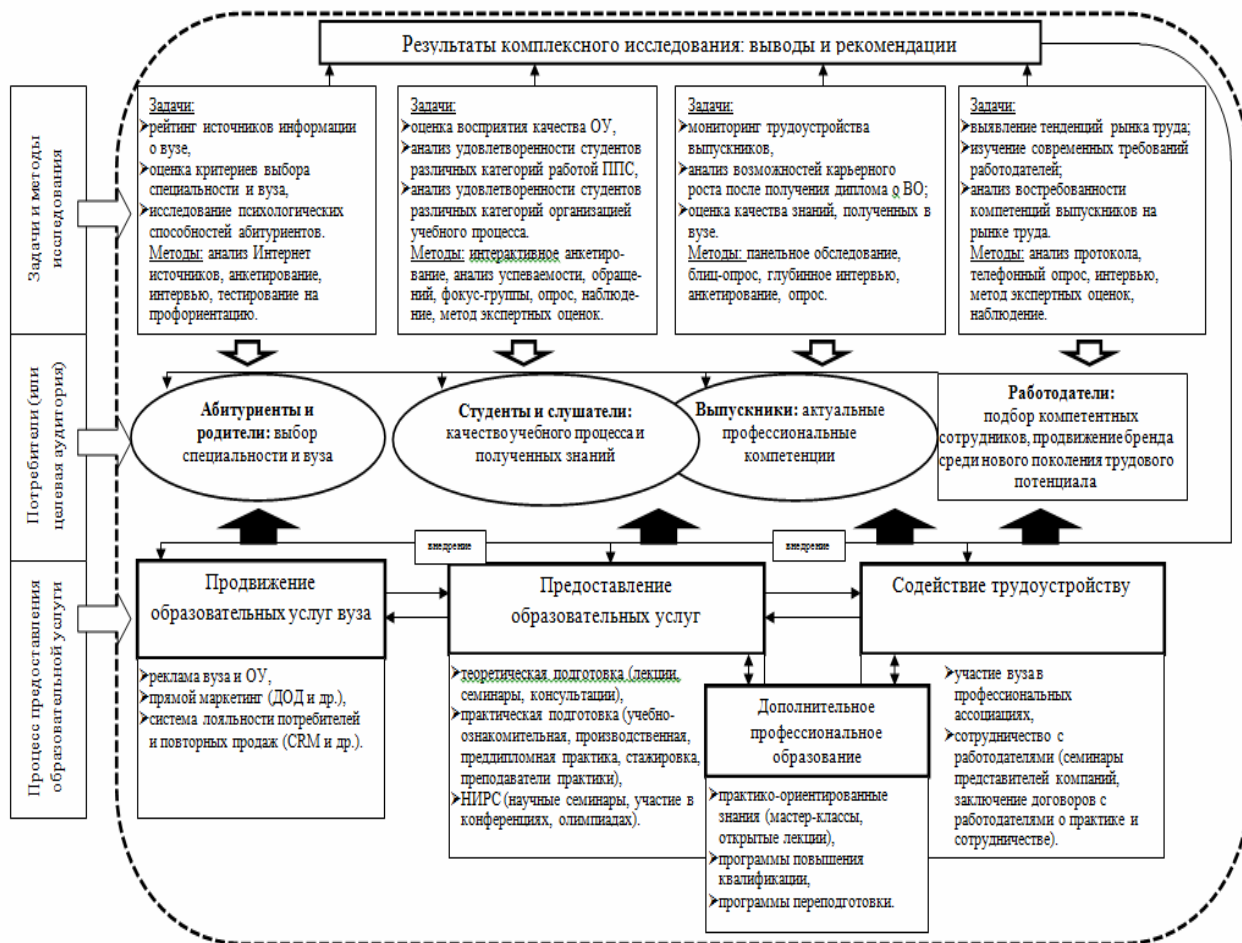 Результаты комплексного исследования: выводы и рекомендации
Задачи и методы
исследования
Задачи:
➢рейтинг источников информации
о вузе,
➢оценка критериев выбора
специальности и вуза,
➢исследование психологических
способностей абитуриентов.
Методы: анализ Интернет
источников, анкетирование,
интервью, тестирование на
профориентацию.
Задачи:
➢оценка восприятия качества ОУ,
➢анализ удовлетворенности студентов
различных категорий работой ППС,
➢анализ удовлетворенности студентов
различных категорий организацией
учебного процесса.
Методы: интерактивное анкетиро-
вание, анализ успеваемости, обраще-
ний, фокус-группы, опрос, наблюде-
ние, метод экспертных оценок.
Задачи:
➢мониторинг трудоустройства
выпускников,
➢анализ возможностей карьерного
роста после получения диплома о ВО;
➢оценка качества знаний, полученных в
вузе.
Методы: панельное обследование,
блиц-опрос, глубинное интервью,
анкетирование, опрос.
Задачи:
➢выявление тенденций рынка труда;
➢изучение современных требований
работодателей;
➢анализ востребованности
компетенций выпускников на
рынке труда.
Методы: анализ протокола,
телефонный опрос, интервью,
метод экспертных оценок,
наблюдение.
Потребители (или
целевая аудитория)
Абитуриенты и
родители: выбор
специальности и вуза
Студенты и слушатели:
качество учебного процесса и
полученных знаний
Выпускники: актуальные
профессиональные
компетенции
Работодатели:
подбор компетентных
сотрудников, продвижение бренда
среди нового поколения трудового
потенциала
внедрение
внедрение
Процесс предоставления
образовательной услуги
Продвижение
образовательных услуг вуза
➢реклама вуза и ОУ,
➢прямой маркетинг (ДОД и др.),
➢система лояльности потребителей
и повторных продаж (CRM и др.).
Предоставление
образовательных услуг
➢теоретическая подготовка (лекции,
семинары, консультации),
➢практическая подготовка (учебно-
ознакомительная, производственная,
преддипломная практика, стажировка,
преподаватели практики),
➢НИРС (научные семинары, участие в
конференциях, олимпиадах).
Дополнительное
профессиональное
образование
➢практико-ориентированные
знания (мастер-классы,
открытые лекции),
➢программы повышения
квалификации,
➢программы переподготовки.
Содействие трудоустройству
➢участие вуза в
профессиональных
ассоциациях,
➢сотрудничество с
работодателями (семинары
представителей компаний,
заключение договоров с
работодателями о практике и
сотрудничестве).